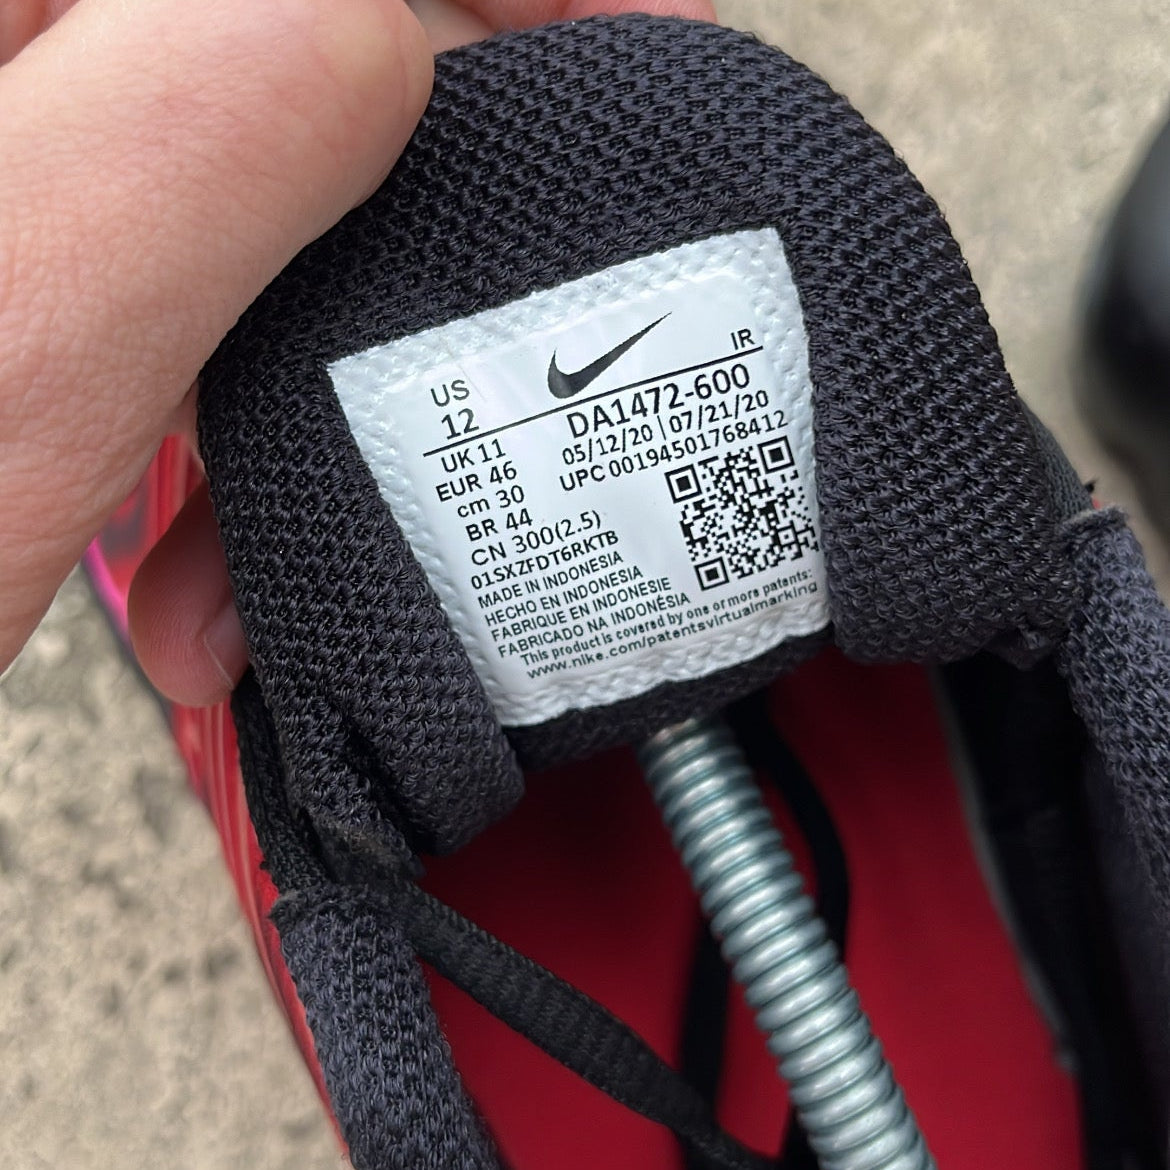 IR
US
12
DA1472-600
05/12/20 | 07/21/20
UPC 00194501768412
UK 11
EUR 46
cm 30
BR 44
CN 300(2.5)
01SXZFDT6RKTB
MADE IN INDONESIA
HECHO EN INDONESIA
FABRIQUE EN INDONESIE
FABRICADO NA INDONÉSIA
This product is covered by one or more patents:
www.nike.com/patentsvirtualmarking